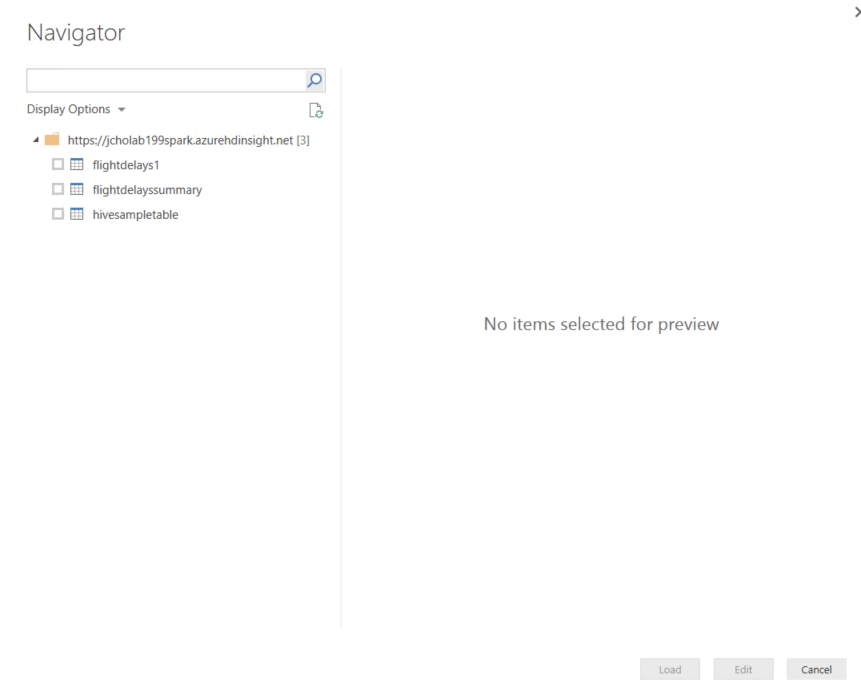 Navigator
Display Options
https://jcholab199spark.azurehdinsight.net [3]
flightdelays1
flightdelayssummary
hivesampletable
No items selected for preview
Load
Edit
Cancel